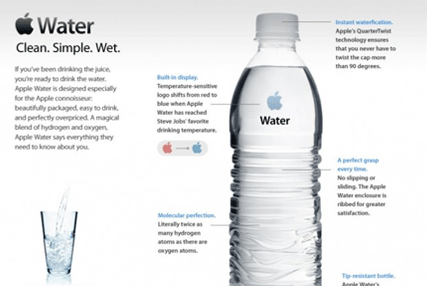 Water
Clean. Simple. Wet.
If you've been drinking the juice,
you're ready to drink the water.
Apple Water is designed especially
for the Apple connoisseur:
beautifully packaged, easy to drink,
and perfectly overpriced. A magical
blend of hydrogen and oxygen,
Apple Water says everything they
need to know about you.
Built-in display.
Temperature-sensitive
logo shifts from red to
blue when Apple
Water has reached
Steve Jobs' favorite
drinking temperature.
Molecular perfection.
Literally twice as
many hydrogen
atoms as there are
oxygen atoms.
Water
Instant waterfication.
Apple's QuarterTwist
technology ensures
that you never have to
twist the cap more
than 90 degrees.
A perfect grasp
every time.
No slipping or
sliding. The Apple
Water enclosure is
ribbed for greater
satisfaction.
Tip-resistant bottle.
Apple Water's